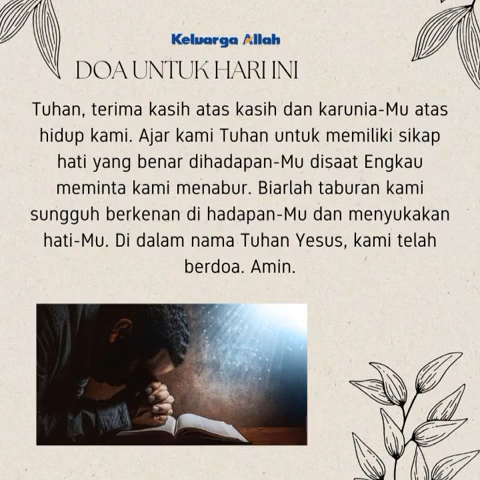 Keluarga Allah
DOA UNTUK HARI INI
Tuhan, terima kasih atas kasih dan karunia-Mu atas
hidup kami. Ajar kami Tuhan untuk memiliki sikap
hati yang benar dihadapan-Mu disaat Engkau
meminta kami menabur. Biarlah taburan kami
sungguh berkenan di hadapan-Mu dan menyukakan
hati-Mu. Di dalam nama Tuhan Yesus, kami telah
berdoa. Amin.